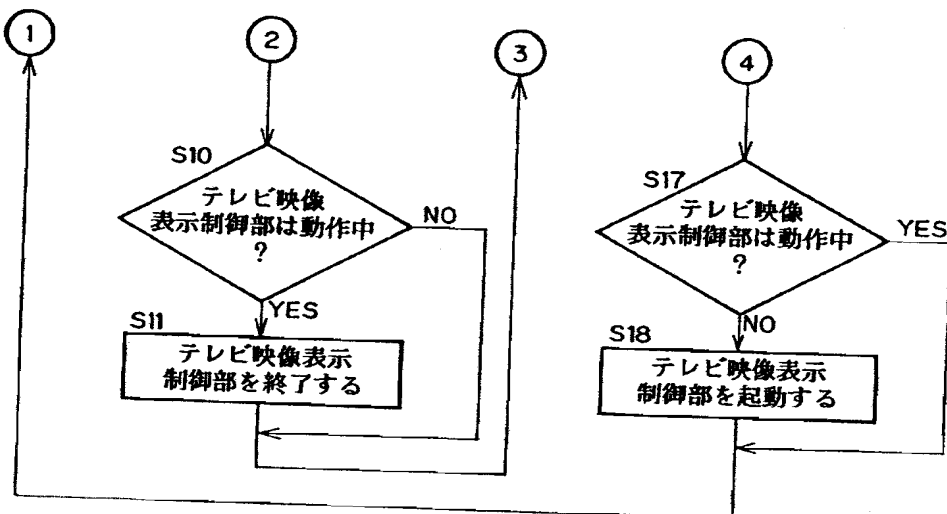 1
2
3
4
S10
テレビ映像
表示制御部は動作中
?
NO
YES
S11
テレビ映像表示
制御部を終了する
S17
テレビ映像
表示制御部は動作中
?
YES
NO
S18
テレビ映像表示
制御部を起動する